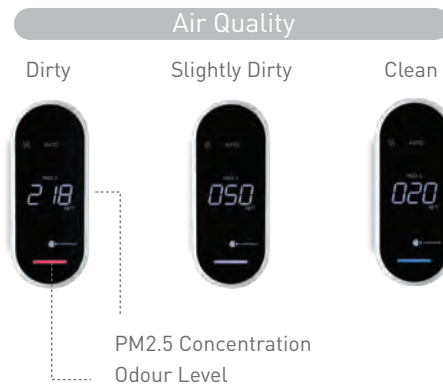 Air Quality
Dirty Slightly Dirty Clean
AUTO AUTO AUTO
PM2.5 PM2.5 PM2.5
218 050 020
PM2.5 Concentration
Odour Level